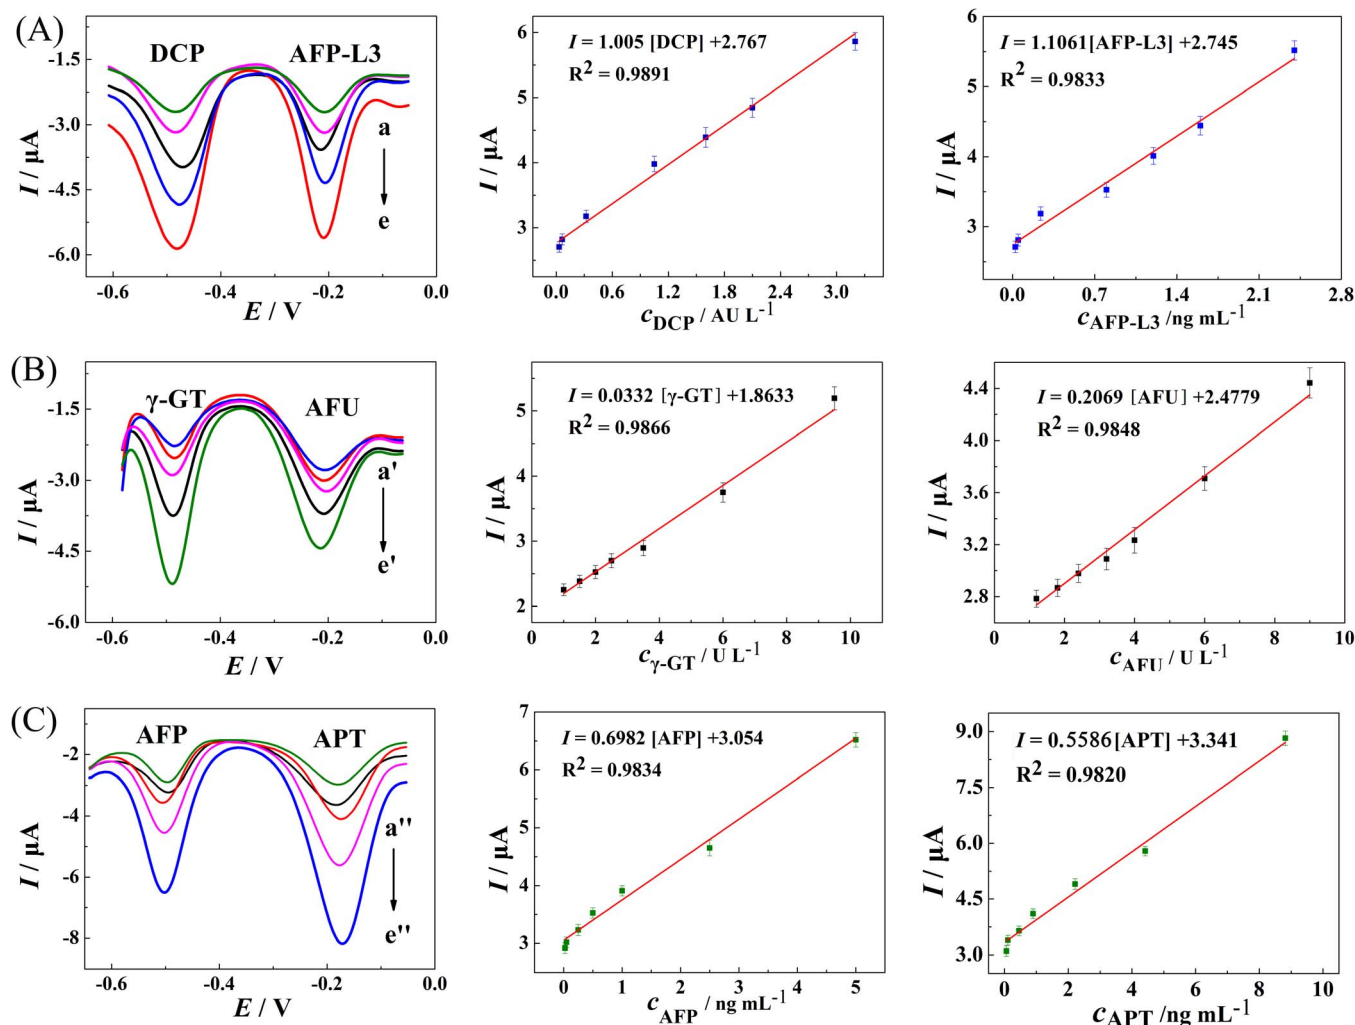 (A)
DCP AFP-L3
a
e
I / μA
-1.5
-3.0
-4.5
-6.0
-0.6 -0.4 -0.2 0.0
E / V
I = 1.005 [DCP] +2.767
R² = 0.9891
I / μA
6
5
4
3
0.0 0.6 1.2 1.8 2.4 3.0
cDCP / AU L⁻¹
I = 1.1061[AFP-L3] +2.745
R² = 0.9833
I / μA
6
5
4
3
0.0 0.7 1.4 2.1 2.8
cAFP-L3 /ng mL⁻¹
(B)
γ-GT AFU
a'
e'
I / μA
-1.5
-3.0
-4.5
-6.0
-0.6 -0.4 -0.2 0.0
E / V
I = 0.0332 [γ-GT] +1.8633
R² = 0.9866
I / μA
5
4
3
2
0 2 4 6 8 10
cγ-GT / U L⁻¹
I = 0.2069 [AFU] +2.4779
R² = 0.9848
I / μA
4.4
3.6
3.2
2.8
0 2 4 6 8 10
cAFU / U L⁻¹
(C)
AFP APT
a''
e''
I / μA
-2
-4
-6
-8
-0.6 -0.4 -0.2 0.0
E / V
I = 0.6982 [AFP] +3.054
R² = 0.9834
I / μA
7
6
5
4
3
0 1 2 3 4 5
cAFP / ng mL⁻¹
I = 0.5586 [APT] +3.341
R² = 0.9820
I / μA
9.0
7.5
6.0
4.5
3.0
0 2 4 6 8 10
cAPT /ng mL⁻¹